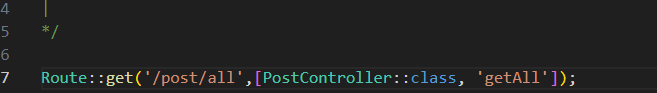 4 |
5 */
6
7 Route::get('/post/all',[PostController::class, 'getAll']);